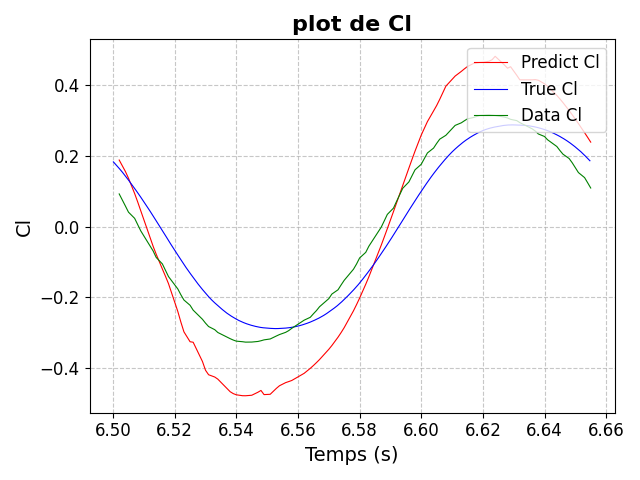 plot de Cl
Predict Cl
True Cl
Data Cl
0.4
0.2
0.0
−0.2
−0.4
Cl
6.50 6.52 6.54 6.56 6.58 6.60 6.62 6.64 6.66
Temps (s)